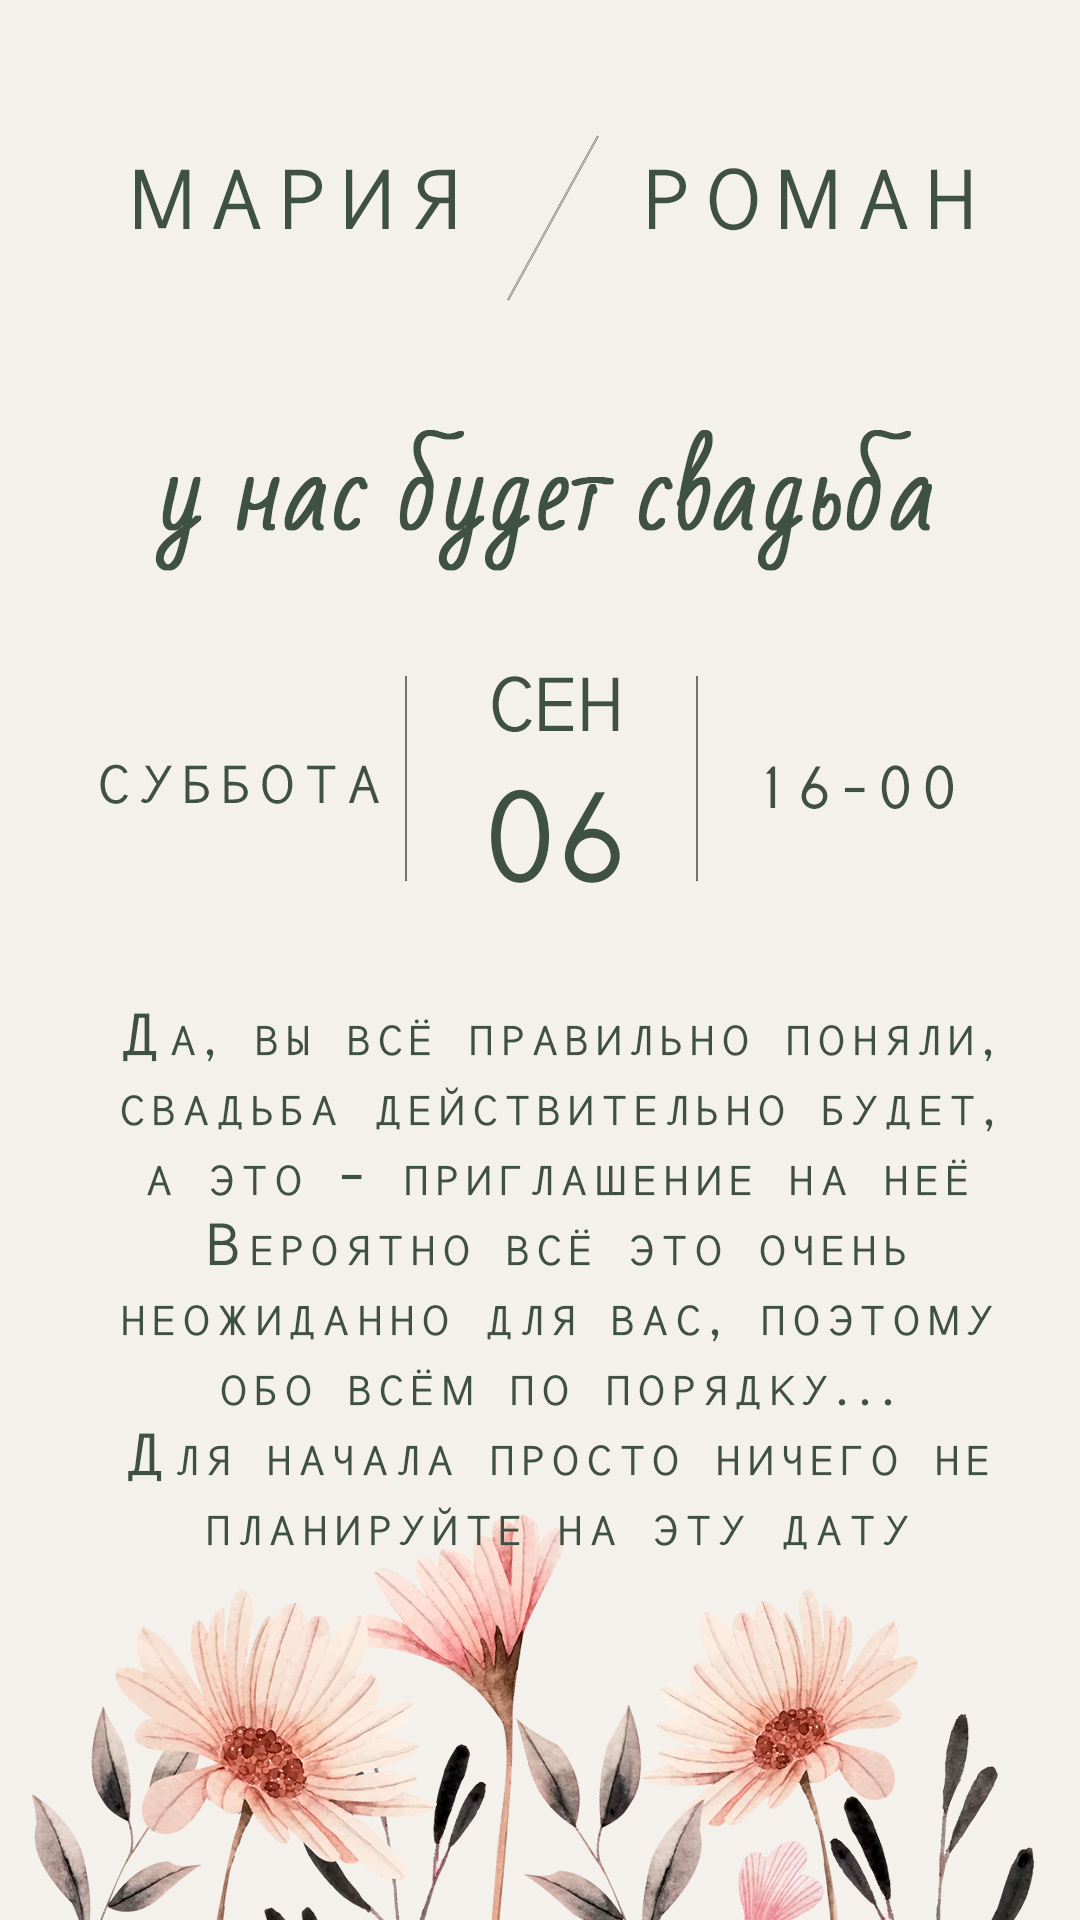 МАРИЯ / РОМАН
у нас будет свадьба
СЕН
СУББОТА 06 16-00
Да, вы всё правильно поняли,
свадьба действительно будет,
а это - приглашение на неё
Вероятно всё это очень
неожиданно для вас, поэтому
обо всём по порядку...
Для начала просто ничего не
планируйте на эту дату